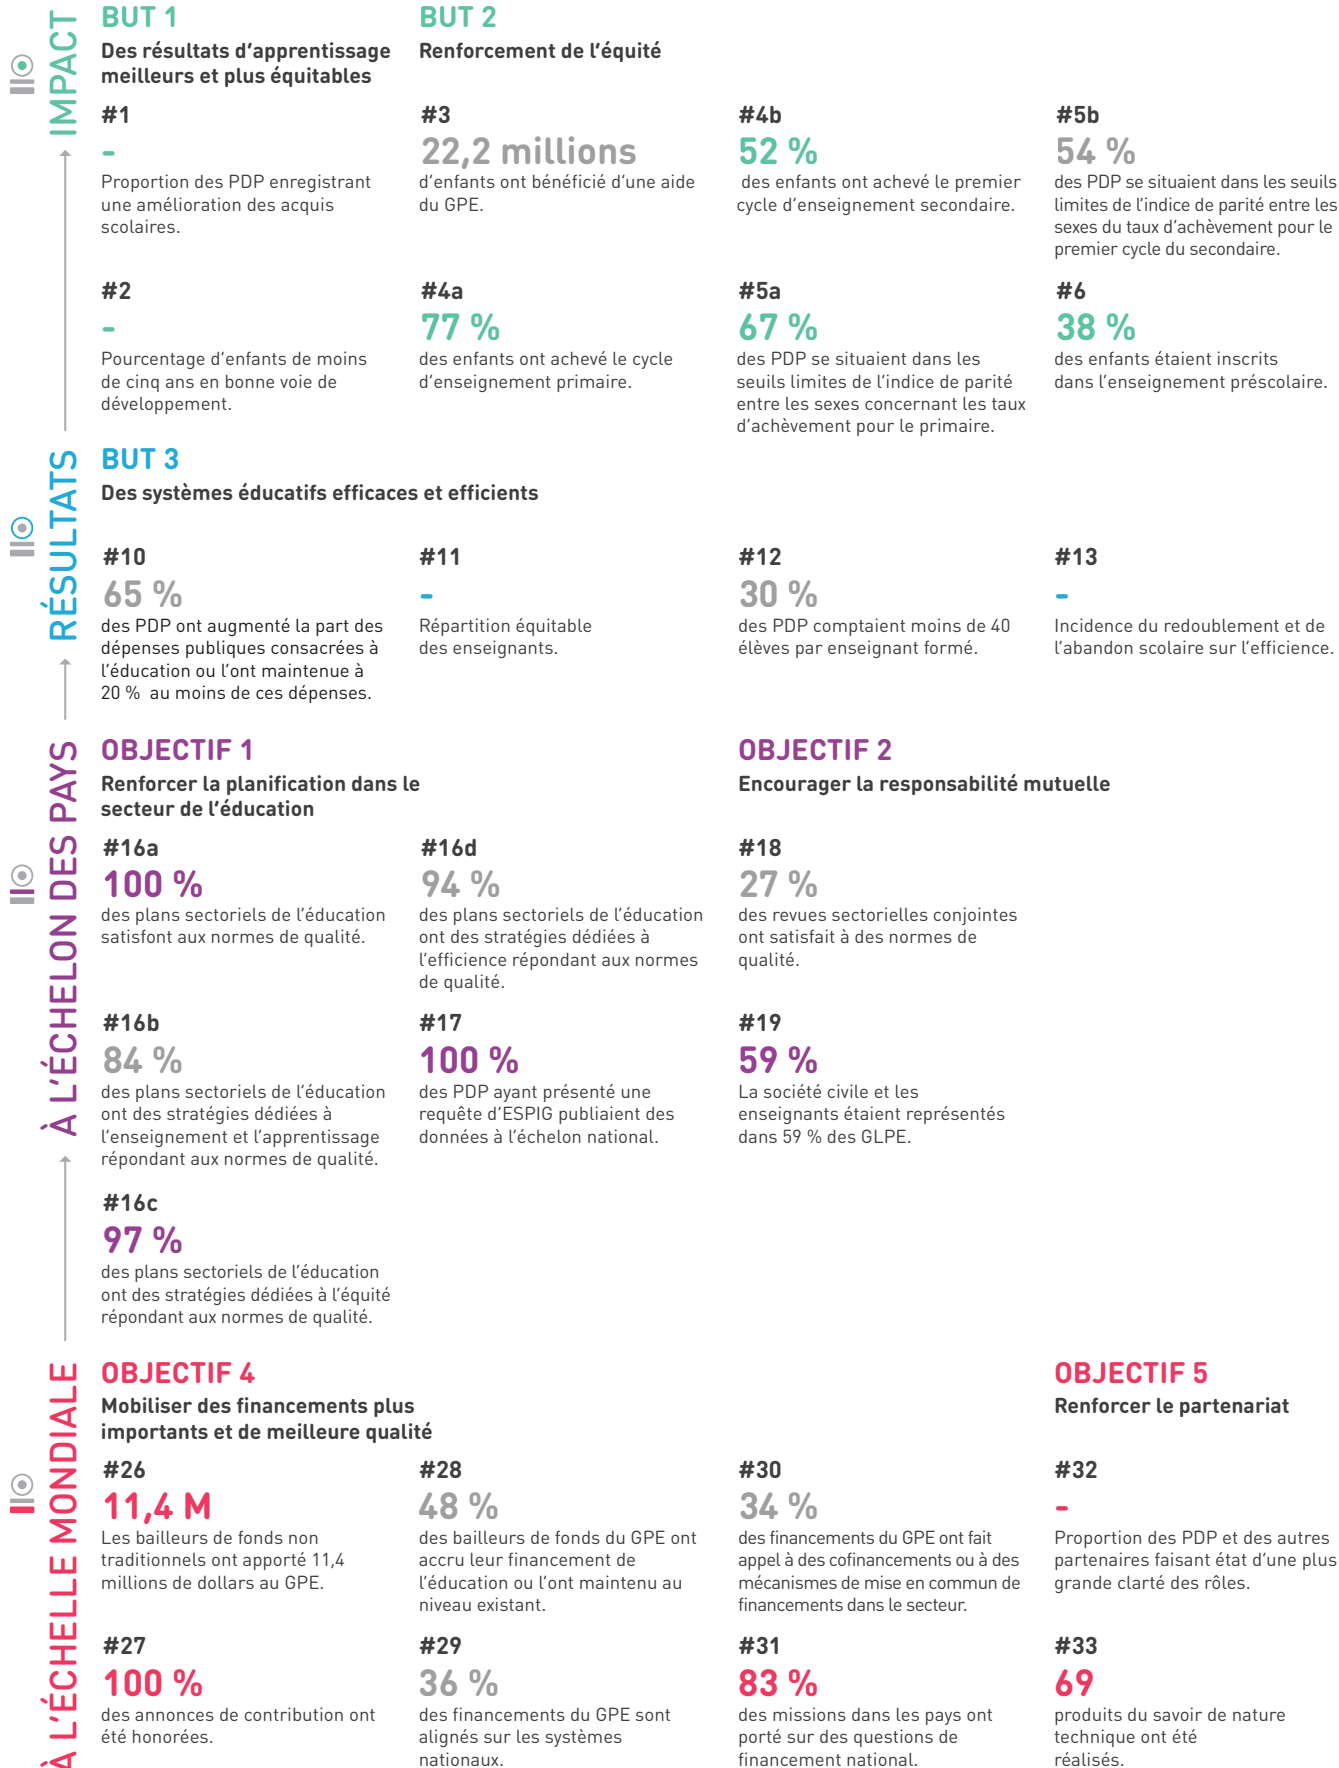 IMPACT
BUT 1
Des résultats d'apprentissage
meilleurs et plus équitables
#1
-
Proportion des PDP enregistrant
une amélioration des acquis
scolaires.
#2
-
Pourcentage d'enfants de moins
de cinq ans en bonne voie de
développement.
BUT 2
Renforcement de l'équité
#3
22,2 millions
d'enfants ont bénéficié d'une aide
du GPE.
#4a
77 %
des enfants ont achevé le cycle
d'enseignement primaire.
#4b
52 %
des enfants ont achevé le premier
cycle d'enseignement secondaire.
#5a
67 %
des PDP se situaient dans les
seuils limites de l'indice de parité
entre les sexes concernant les taux
d'achèvement pour le primaire.
#5b
54 %
des PDP se situaient dans les seuils
limites de l'indice de parité entre les
sexes du taux d'achèvement pour le
premier cycle du secondaire.
#6
38 %
des enfants étaient inscrits
dans l'enseignement préscolaire.
RÉSULTATS
BUT 3
Des systèmes éducatifs efficaces et efficients
#10
65 %
des PDP ont augmenté la part des
dépenses publiques consacrées à
l'éducation ou l'ont maintenue à
20 % au moins de ces dépenses.
#11
-
Répartition équitable
des enseignants.
#12
30 %
des PDP comptaient moins de 40
élèves par enseignant formé.
#13
-
Incidence du redoublement et de
l'abandon scolaire sur l'efficience.
À L'ÉCHELON DES PAYS
OBJECTIF 1
Renforcer la planification dans le
secteur de l'éducation
#16a
100 %
des plans sectoriels de l'éducation
satisfont aux normes de qualité.
#16b
84 %
des plans sectoriels de l'éducation
ont des stratégies dédiées à
l'enseignement et l'apprentissage
répondant aux normes de qualité.
#16c
97 %
des plans sectoriels de l'éducation
ont des stratégies dédiées à l'équité
répondant aux normes de qualité.
#16d
94 %
des plans sectoriels de l'éducation
ont des stratégies dédiées à
l'efficience répondant aux normes
de qualité.
#17
100 %
des PDP ayant présenté une
requête d'ESPIG publiaient des
données à l'échelon national.
OBJECTIF 2
Encourager la responsabilité mutuelle
#18
27 %
des revues sectorielles conjointes
ont satisfait à des normes de
qualité.
#19
59 %
La société civile et les
enseignants étaient représentés
dans 59 % des GLPE.
À L'ÉCHELLE MONDIALE
OBJECTIF 4
Mobiliser des financements plus
importants et de meilleure qualité
#26
11,4 M
Les bailleurs de fonds non
traditionnels ont apporté 11,4
millions de dollars au GPE.
#27
100 %
des annonces de contribution ont
été honorées.
#28
48 %
des bailleurs de fonds du GPE ont
accru leur financement de
l'éducation ou l'ont maintenu au
niveau existant.
#29
36 %
des financements du GPE sont
alignés sur les systèmes
nationaux.
#30
34 %
des financements du GPE ont fait
appel à des cofinancements ou à des
mécanismes de mise en commun de
financements dans le secteur.
#31
83 %
des missions dans les pays ont
porté sur des questions de
financement national.
OBJECTIF 5
Renforcer le partenariat
#32
-
Proportion des PDP et des autres
partenaires faisant état d'une plus
grande clarté des rôles.
#33
69
produits du savoir de nature
technique ont été
réalisés.